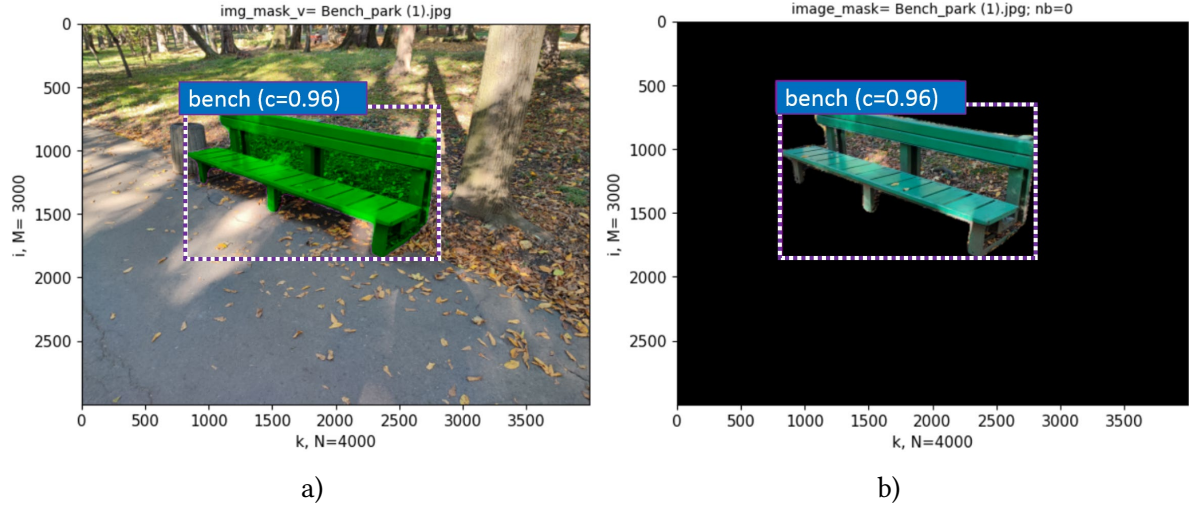 img_mask_v= Bench_park (1).jpg
0
500
1000
1500
2000
2500
i, M= 3000
bench (c=0.96)
0 500 1000 1500 2000 2500 3000 3500
k, N=4000
a)
image_mask= Bench_park (1).jpg; nb=0
0
500
1000
1500
2000
2500
i, M= 3000
bench (c=0.96)
0 500 1000 1500 2000 2500 3000 3500
k, N=4000
b)